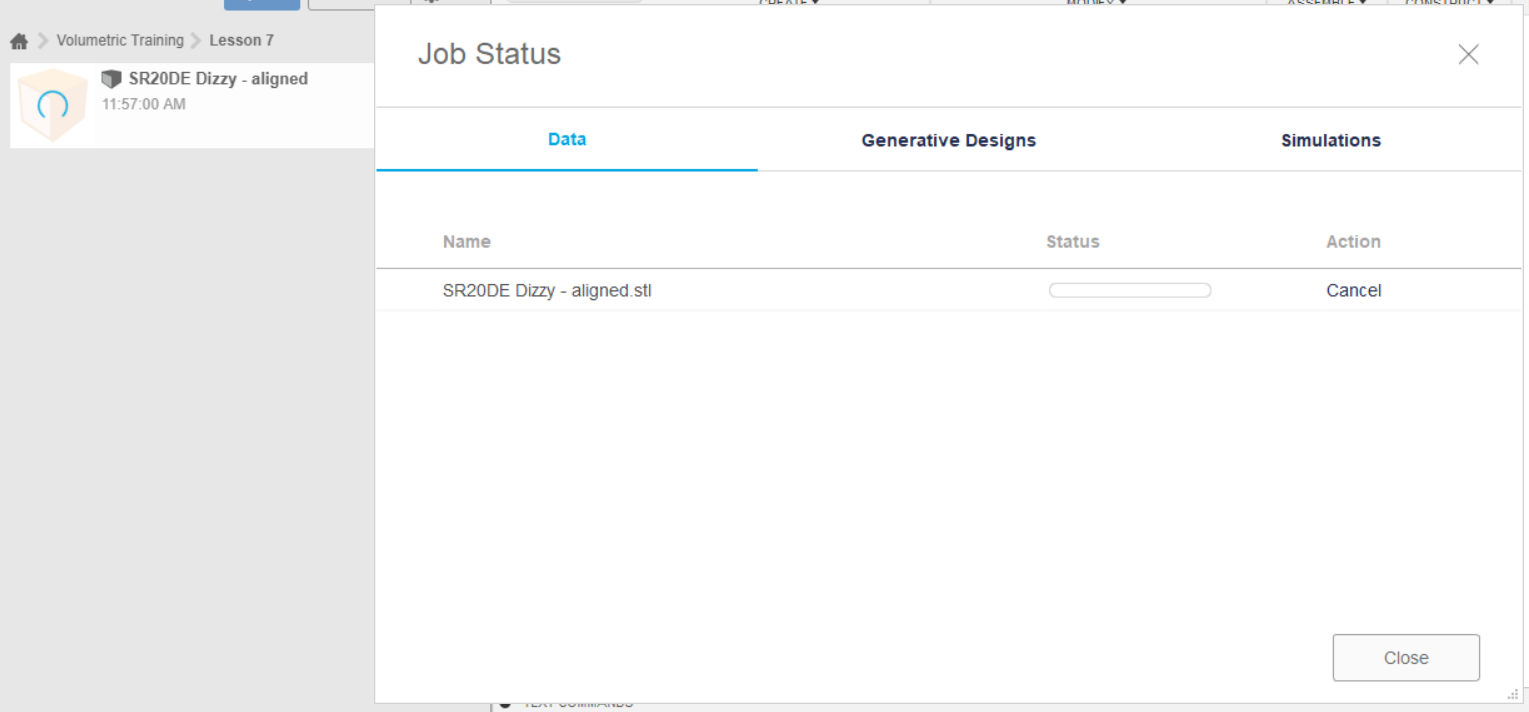 CREATE
MODIFY
ASSEMBLE
CONSTRUCT
Volumetric Training
Lesson 7
SR20DE Dizzy - aligned
11:57:00 AM
Job Status
Data
Generative Designs
Simulations
Name
Status
Action
SR20DE Dizzy - aligned.stl
Cancel
Close
TEXT COMMANDS